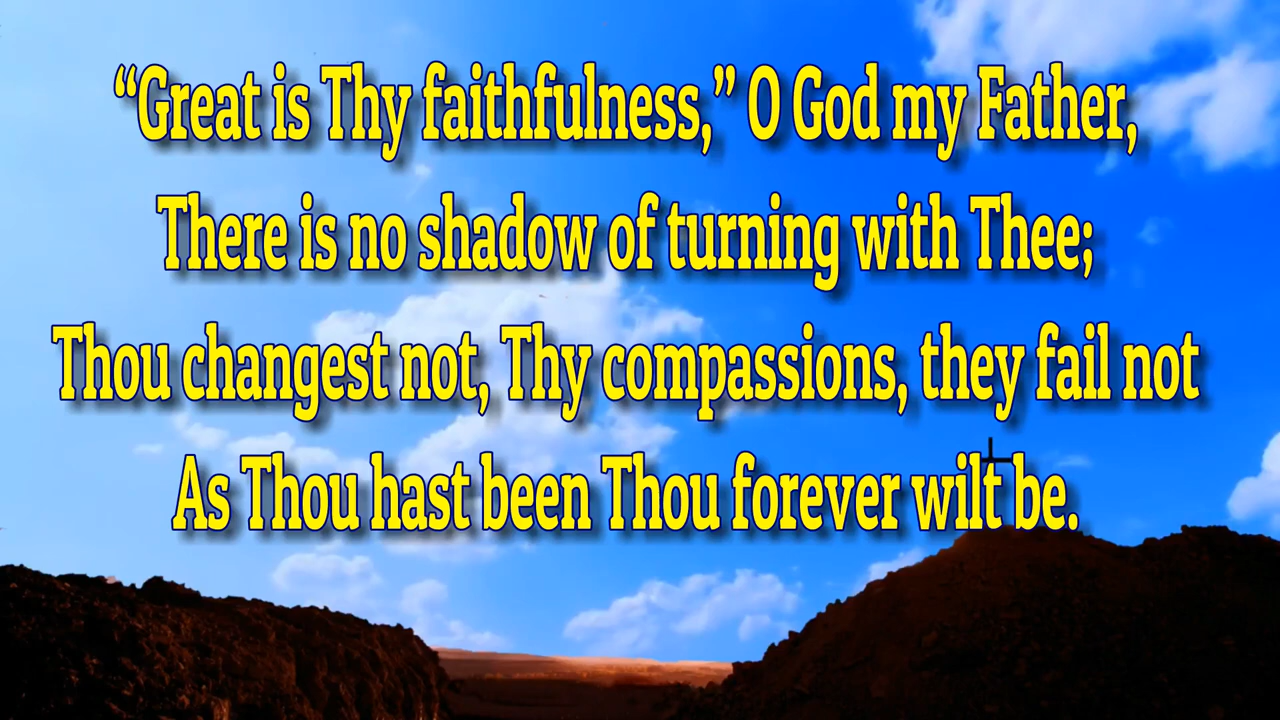 “Great is Thy faithfulness,” O God my Father,
There is no shadow of turning with Thee;
Thou changest not, Thy compassions, they fail not
As Thou hast been Thou forever wilt be.